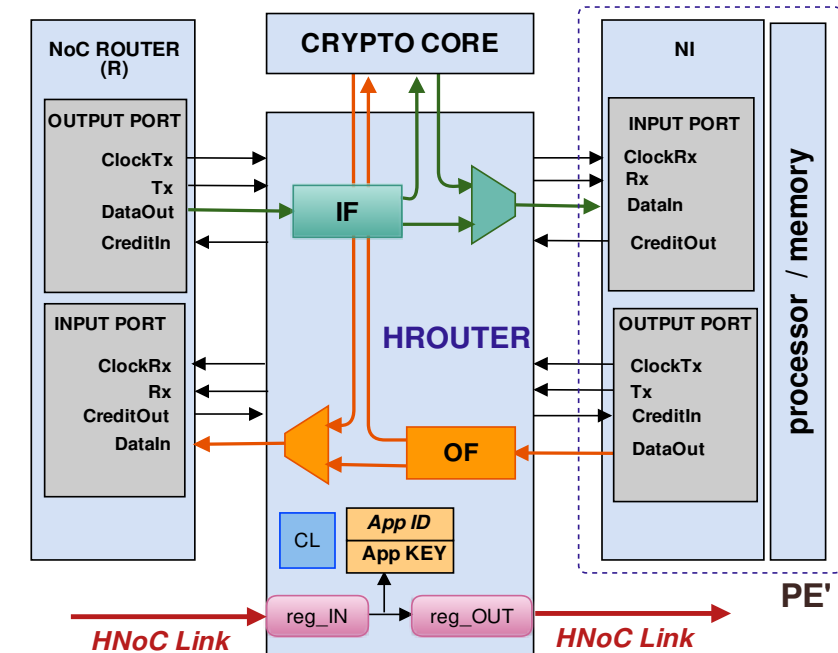 NoC ROUTER
(R)
OUTPUT PORT
ClockTx
Tx
DataOut
CreditIn
INPUT PORT
ClockRx
Rx
CreditOut
DataIn
CRYPTO CORE
IF
HROUTER
OF
CL
App ID
App KEY
reg_IN
reg_OUT
HNoC Link
HNoC Link
NI
INPUT PORT
ClockRx
Rx
DataIn
CreditOut
OUTPUT PORT
ClockTx
Tx
CreditIn
DataOut
processor / memory
PE'